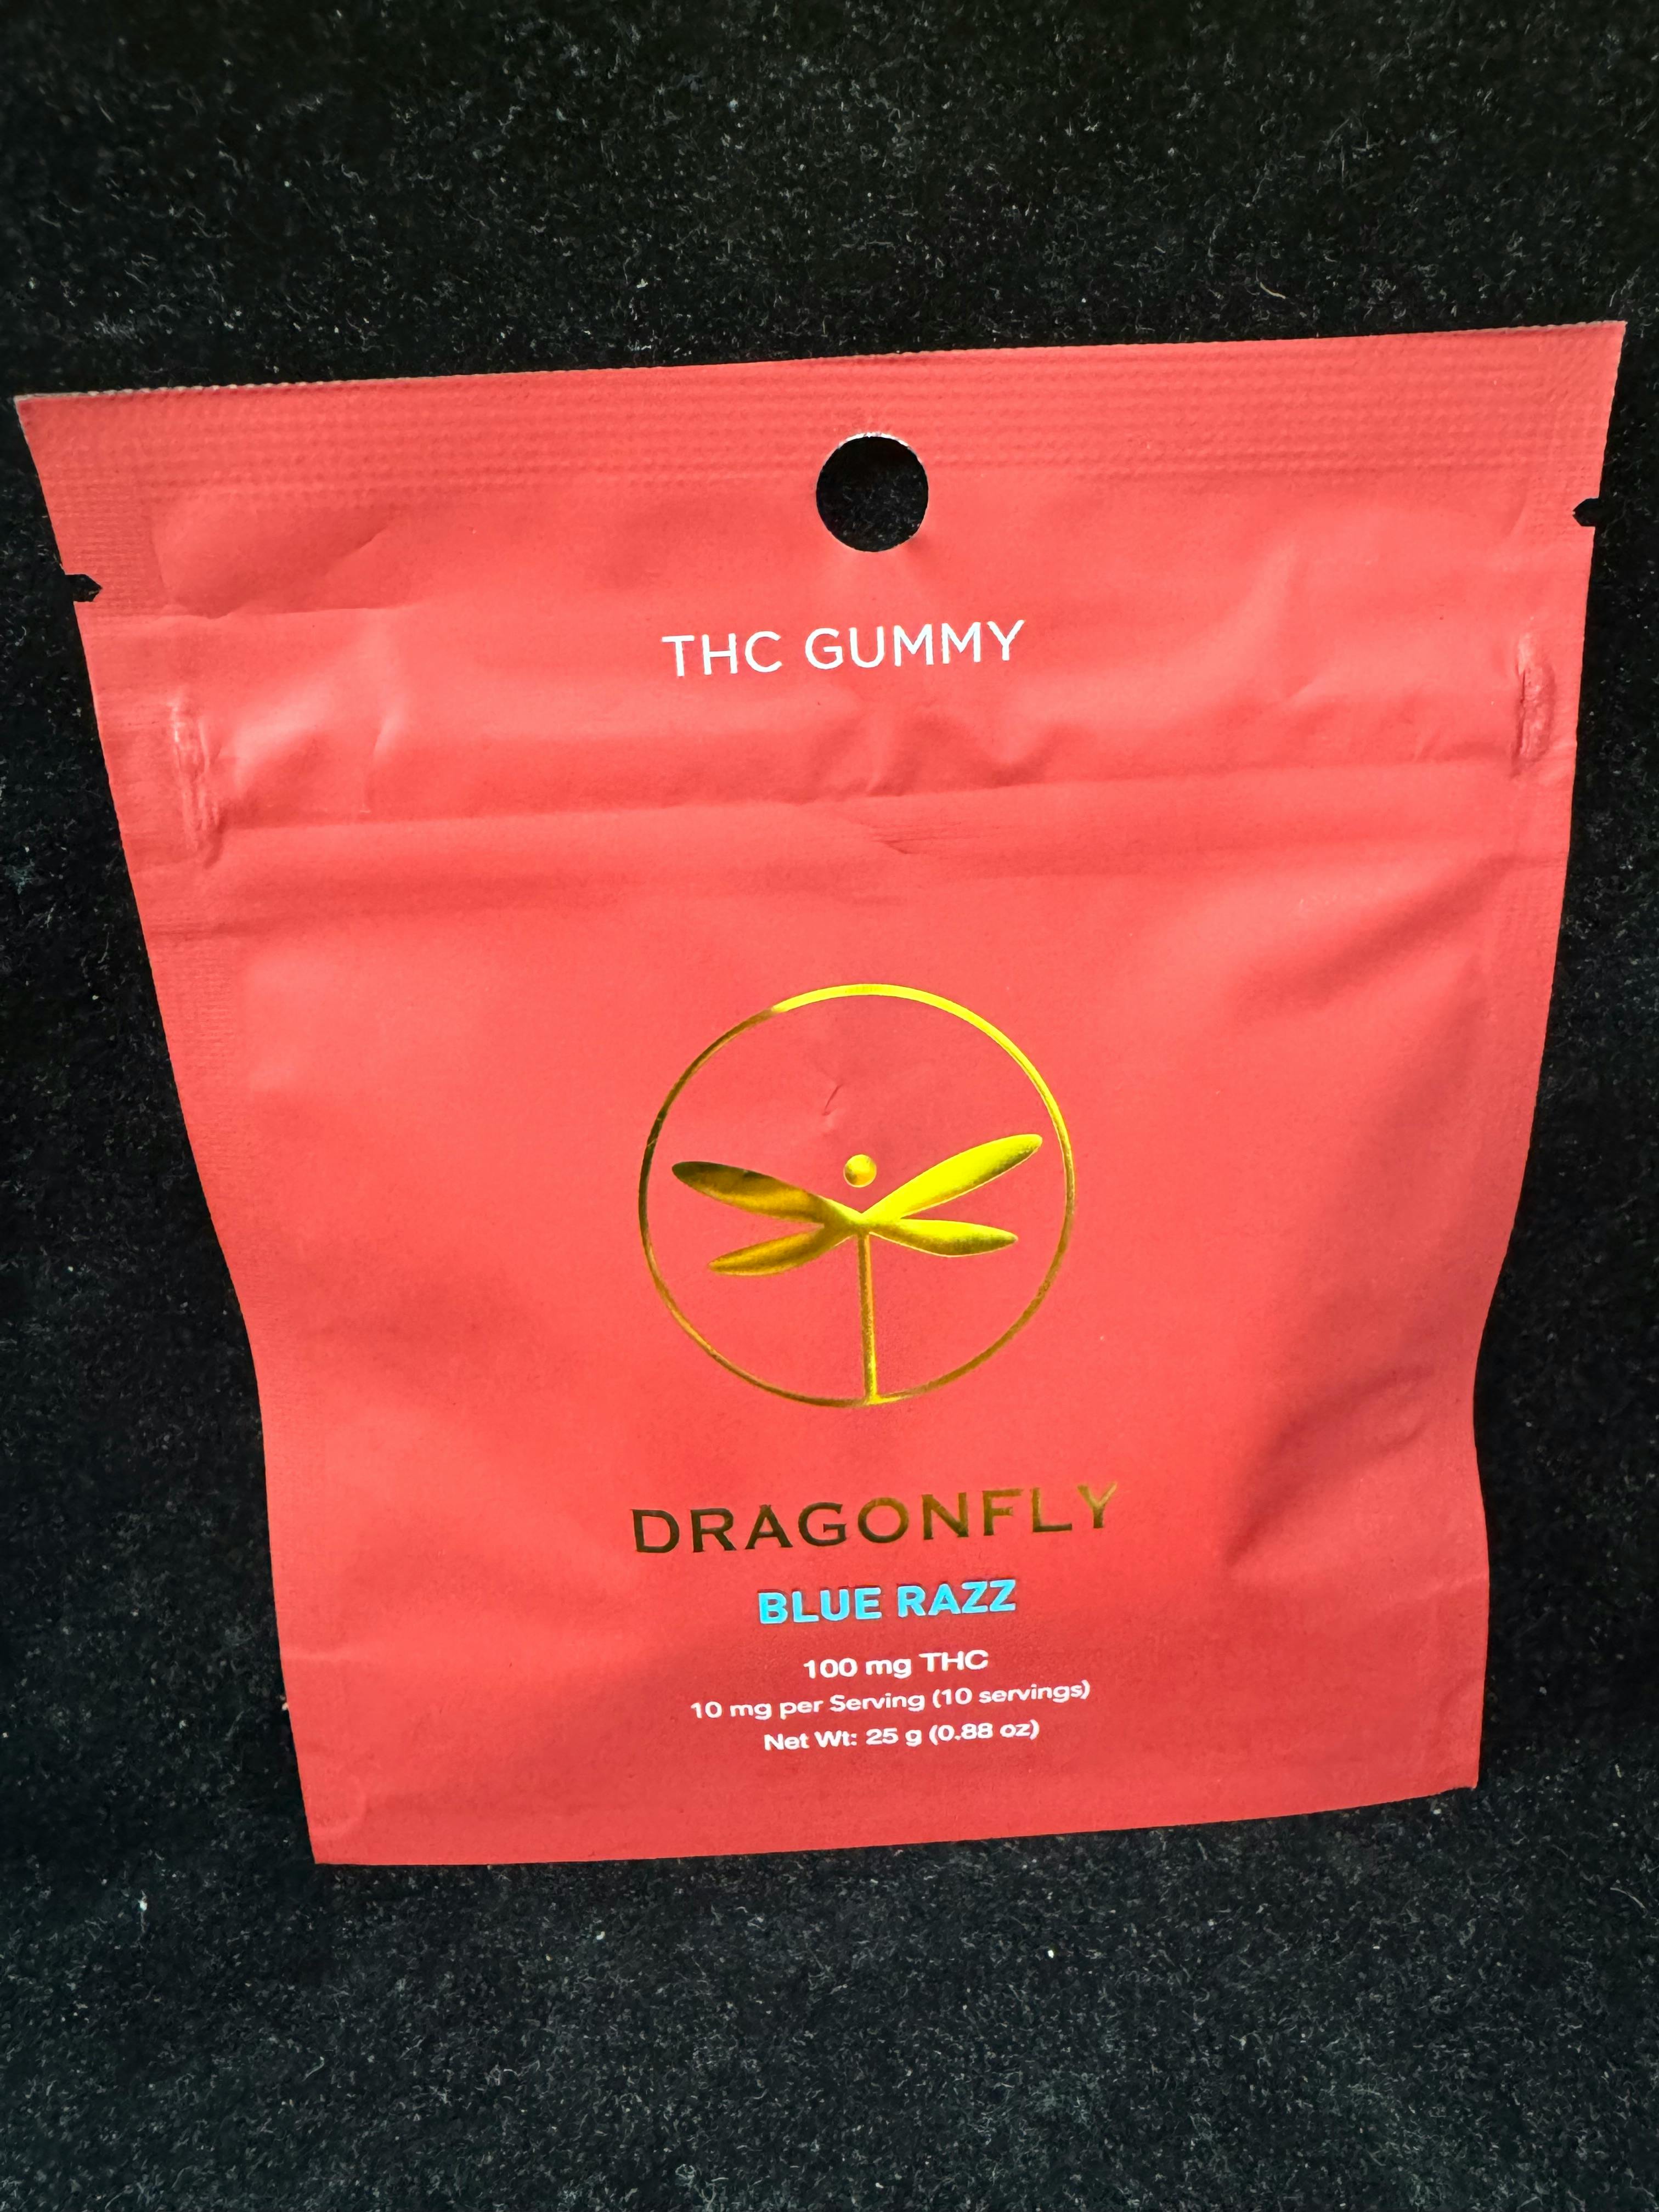 THC GUMMY
DRAGONFLY
BLUE RAZZ
100 mg THC
10 mg per Serving (10 servings)
Net Wt: 25 g (0.88 oz)